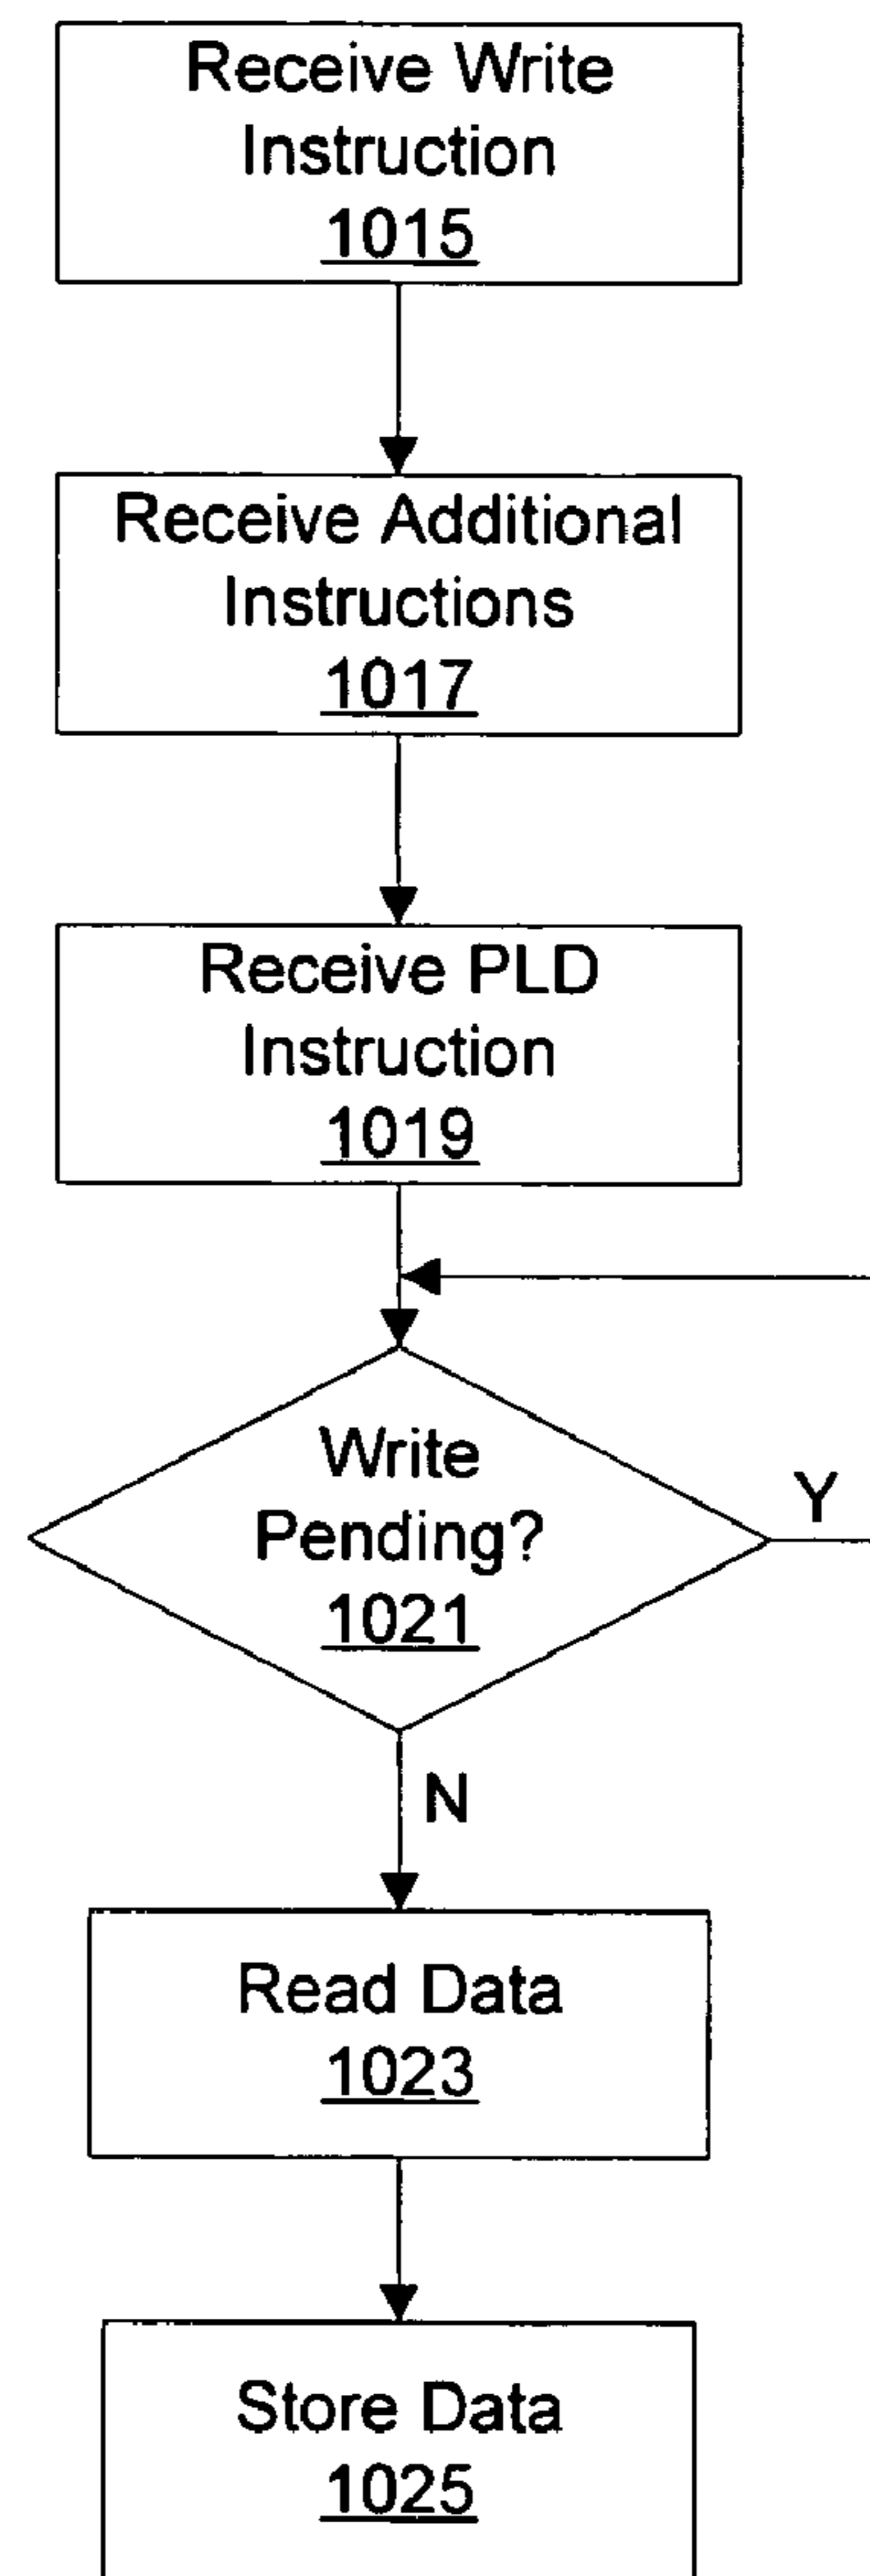 Receive Write
Instruction
1015
Receive Additional
Instructions
1017
Receive PLD
Instruction
1019
Write
Pending?
1021
Y
N
Read Data
1023
Store Data
1025